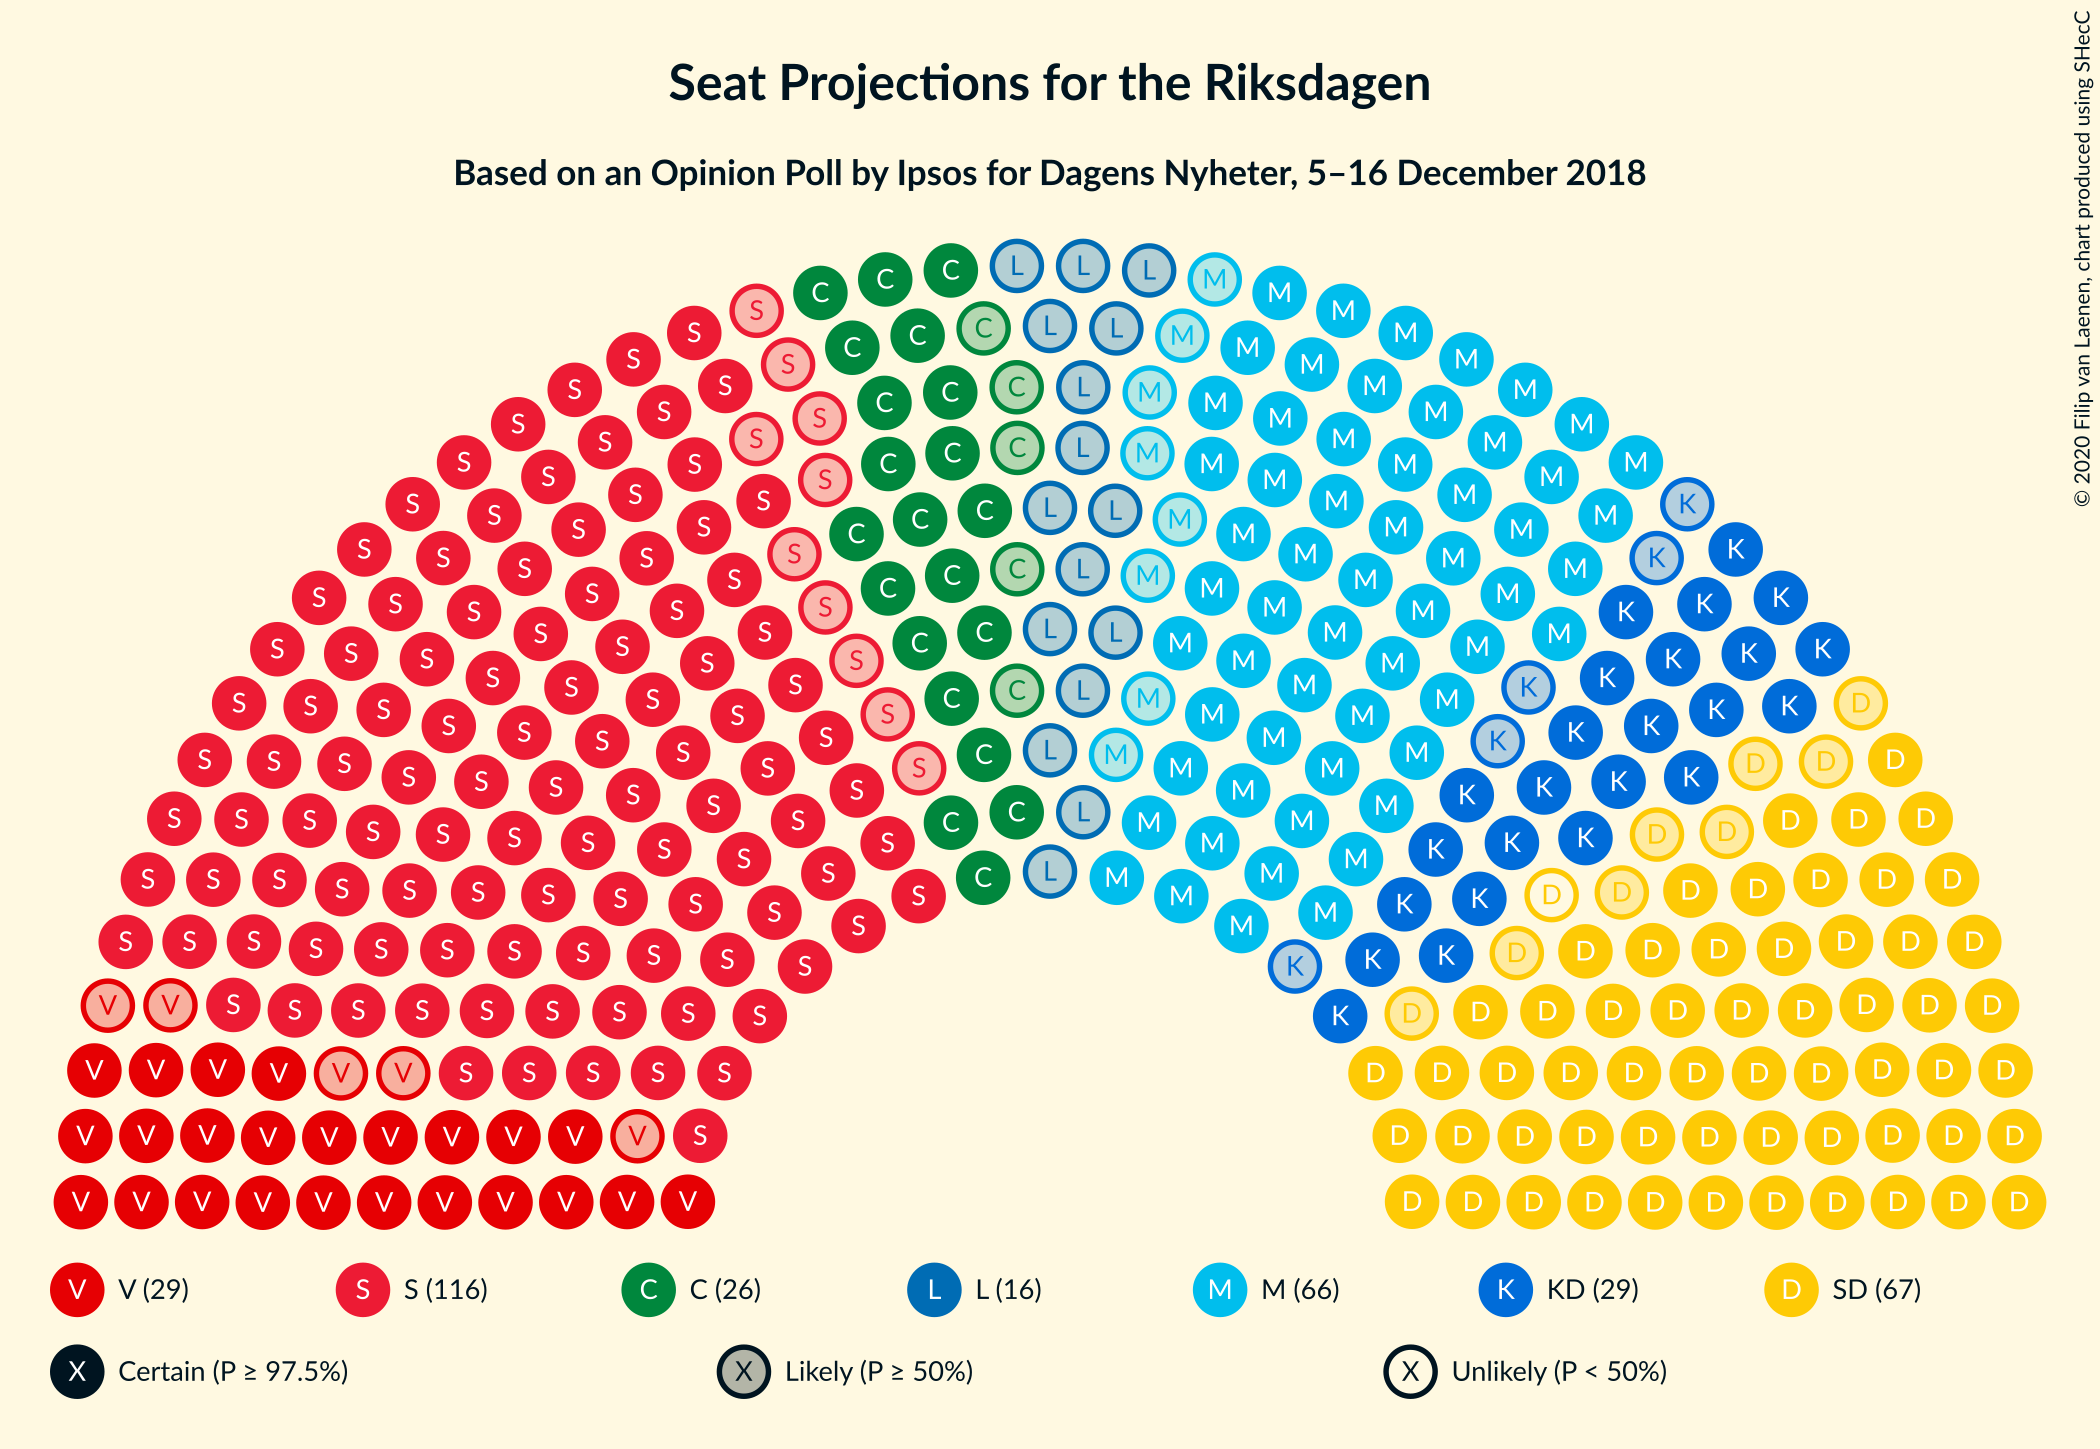 Seat Projections for the Riksdagen
Based on an Opinion Poll by Ipsos for Dagens Nyheter, 5–16 December 2018
© 2020 Filip van Laenen, chart produced using SHecC
V V (29) S S (116) C C (26) L L (16) M M (66) K KD (29) D SD (67)
X Certain (P ≥ 97.5%) X Likely (P ≥ 50%) X Unlikely (P < 50%)